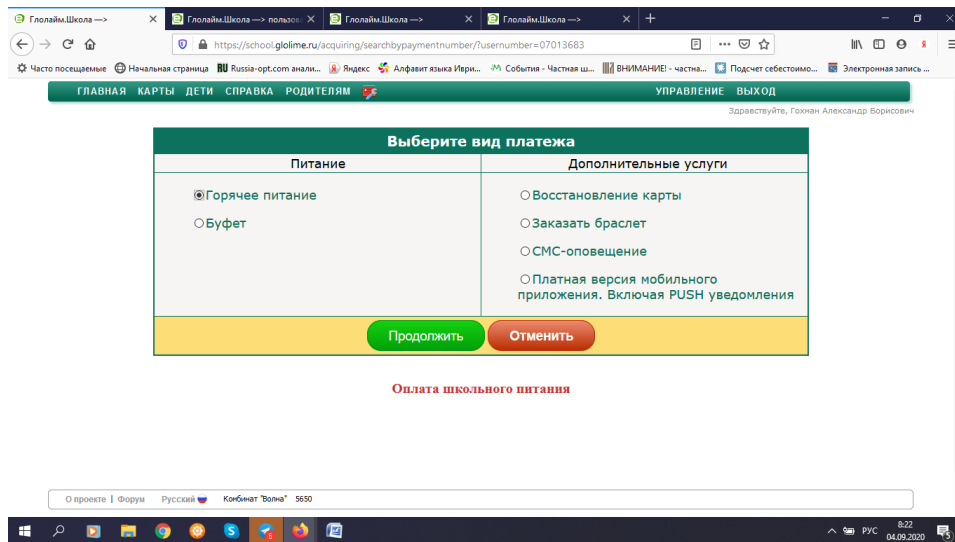 Глолайм.Школа —>
Глолайм.Школа —> пользов
Глолайм.Школа —>
Глолайм.Школа —>
https://school.glolime.ru/acquiring/searchbypaymentnumber/?usernumber=07013683
Часто посещаемые Начальная страница Russia-opt.com анали... Яндекс Алфавит языка Иври... События - Частная ш... ВНИМАНИЕ! - частна... Подсчет себестоимо... Электронная запись ...
ГЛАВНАЯ КАРТЫ ДЕТИ СПРАВКА РОДИТЕЛЯМ УПРАВЛЕНИЕ ВЫХОД
Здравствуйте, Гохман Александр Борисович
Выберите вид платежа
Питание
Горячее питание
Буфет
Дополнительные услуги
Восстановление карты
Заказать браслет
СМС-оповещение
Платная версия мобильного
приложения. Включая PUSH уведомления
Продолжить Отменить
Оплата школьного питания
О проекте | Форум Русский Комбинат "Волна" 5650
РУС
8:22
04.09.2020